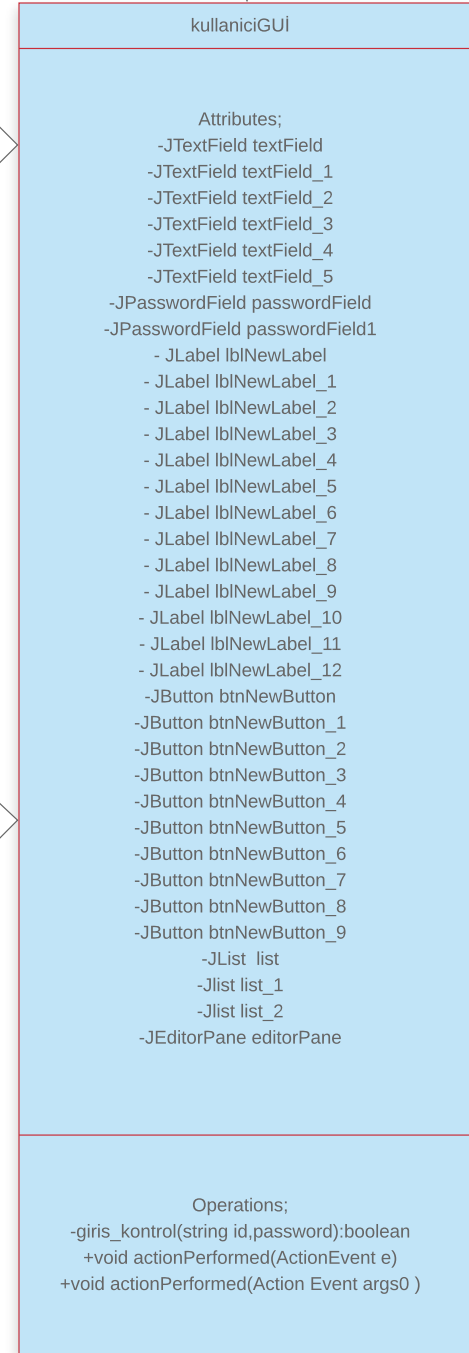 kullaniciGUİ
Attributes;
-JTextField textField
-JTextField textField_1
-JTextField textField_2
-JTextField textField_3
-JTextField textField_4
-JTextField textField_5
-JPasswordField passwordField
-JPasswordField passwordField1
- JLabel lblNewLabel
- JLabel lblNewLabel_1
- JLabel lblNewLabel_2
- JLabel lblNewLabel_3
- JLabel lblNewLabel_4
- JLabel lblNewLabel_5
- JLabel lblNewLabel_6
- JLabel lblNewLabel_7
- JLabel lblNewLabel_8
- JLabel lblNewLabel_9
- JLabel lblNewLabel_10
- JLabel lblNewLabel_11
- JLabel lblNewLabel_12
-JButton btnNewButton
-JButton btnNewButton_1
-JButton btnNewButton_2
-JButton btnNewButton_3
-JButton btnNewButton_4
-JButton btnNewButton_5
-JButton btnNewButton_6
-JButton btnNewButton_7
-JButton btnNewButton_8
-JButton btnNewButton_9
-JList  list
-Jlist list_1
-Jlist list_2
-JEditorPane editorPane
Operations;
-giris_kontrol(string id,password):boolean
+void actionPerformed(ActionEvent e)
+void actionPerformed(Action Event args0 )